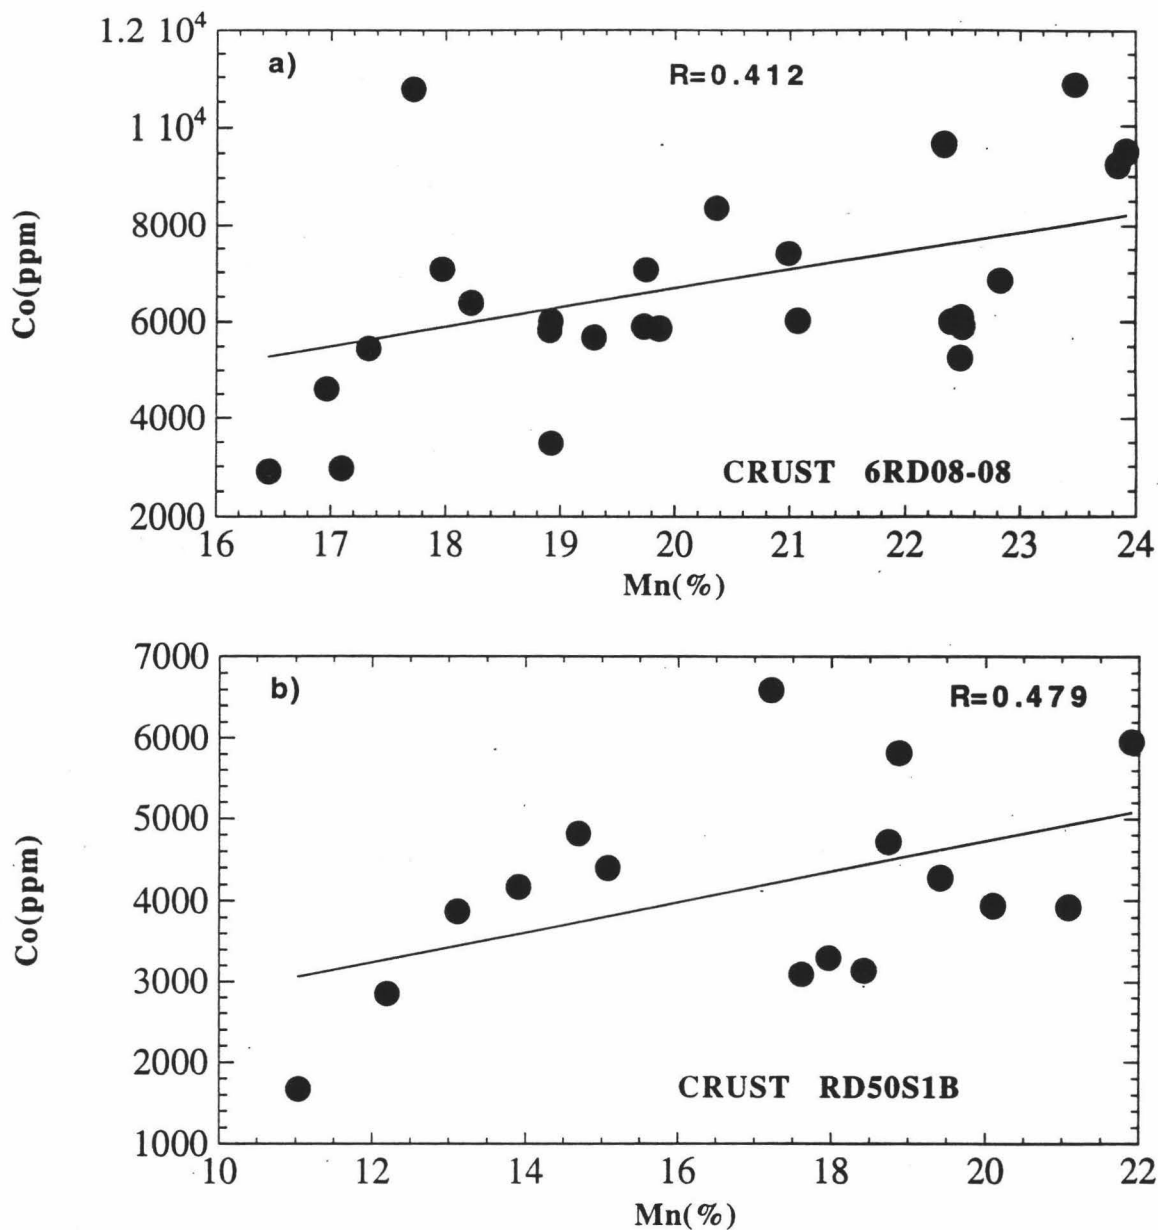 1.2 10⁴
a)
R=0.412
1 10⁴
8000
6000
4000
2000
Co(ppm)
CRUST 6RD08-08
16 17 18 19 20 21 22 23 24
Mn(%)
7000
b)
R=0.479
6000
5000
4000
3000
2000
1000
Co(ppm)
CRUST RD50S1B
10 12 14 16 18 20 22
Mn(%)